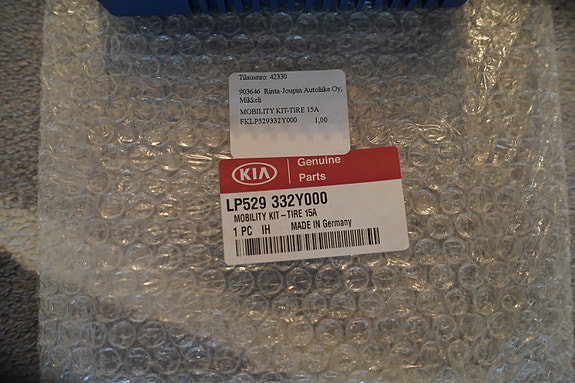 Tilausnro: 42330
903646 Rinta-Joupin Autoliike Oy,
Mikkeli
MOBILITY KIT-TIRE 15A
FKLP529332Y000 1,00
KIA
Genuine
Parts
LP529 332Y000
MOBILITY KIT-TIRE 15A
1 PC IH MADE IN Germany